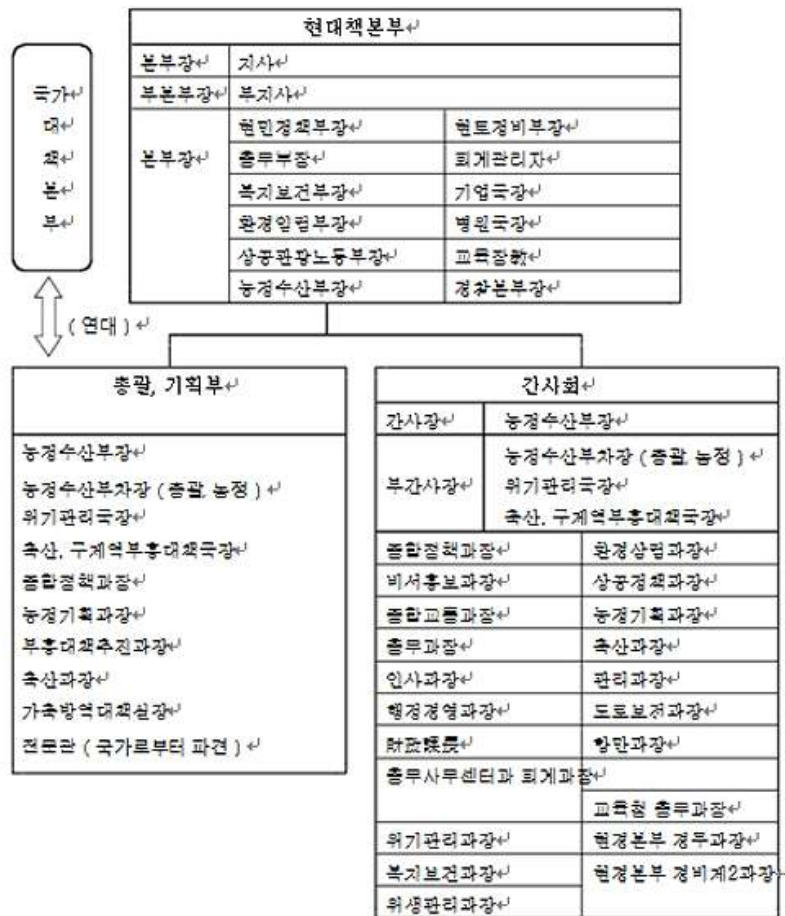 현대책본부
본부장 지사
부본부장 부지사
본부장
현민정책부장 현토정비부장
총무부장 회계관리자
복지보건부장 기업국장
환경임업부장 병원국장
상공관광노동부장 교육장敎
농정수산부장 경찰본부장
국가
대
책
본
부
( 연대 )
총괄, 기획부
농정수산부장
농정수산부차장 ( 총괄, 농정 )
위기관리국장
축산, 구제역부흥대책국장
종합정책과장
농정기획과장
부흥대책추진과장
축산과장
가축방역대책실장
전문관 ( 국가로부터 파견 )
간사회
간사장 농정수산부장
부간사장
농정수산부차장 ( 총괄, 농정 )
위기관리국장
축산, 구제역부흥대책국장
종합정책과장 환경삼림과장
비서홍보과장 상공정책과장
종합교통과장 농정기획과장
총무과장 축산과장
인사과장 관리과장
행정경영과장 도로보전과장
財政課長 항만과장
총무사무센터과 회계과장
교육청 총무과장
위기관리과장 현경본부 경무과장
복지보건과장 현경본부 경비제2과장
위생관리과장